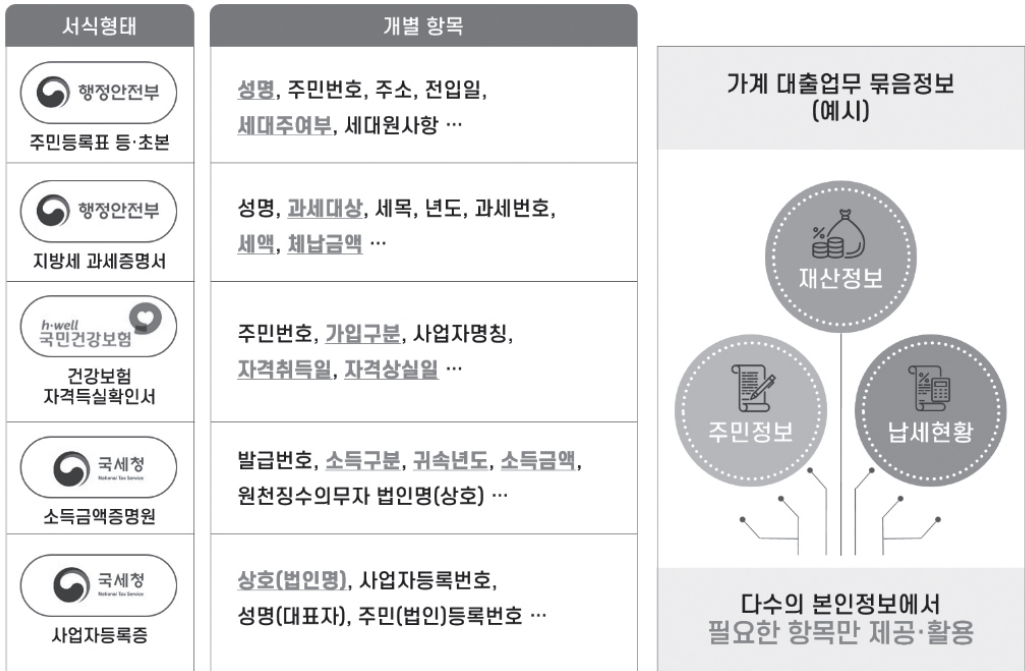 서식형태
개별 항목
행정안전부
주민등록표 등·초본
성명, 주민번호, 주소, 전입일,
세대주여부, 세대원사항 ···
행정안전부
지방세 과세증명서
성명, 과세대상, 세목, 년도, 과세번호,
세액, 체납금액 ···
h·well
국민건강보험
건강보험
자격득실확인서
주민번호, 가입구분, 사업자명칭,
자격취득일, 자격상실일 ···
국세청
National Tax Service
소득금액증명원
발급번호, 소득구분, 귀속년도, 소득금액,
원천징수의무자 법인명(상호) ···
국세청
National Tax Service
사업자등록증
상호(법인명), 사업자등록번호,
성명(대표자), 주민(법인)등록번호 ···
가계 대출업무 묶음정보
(예시)
재산정보
주민정보
납세현황
다수의 본인정보에서
필요한 항목만 제공·활용